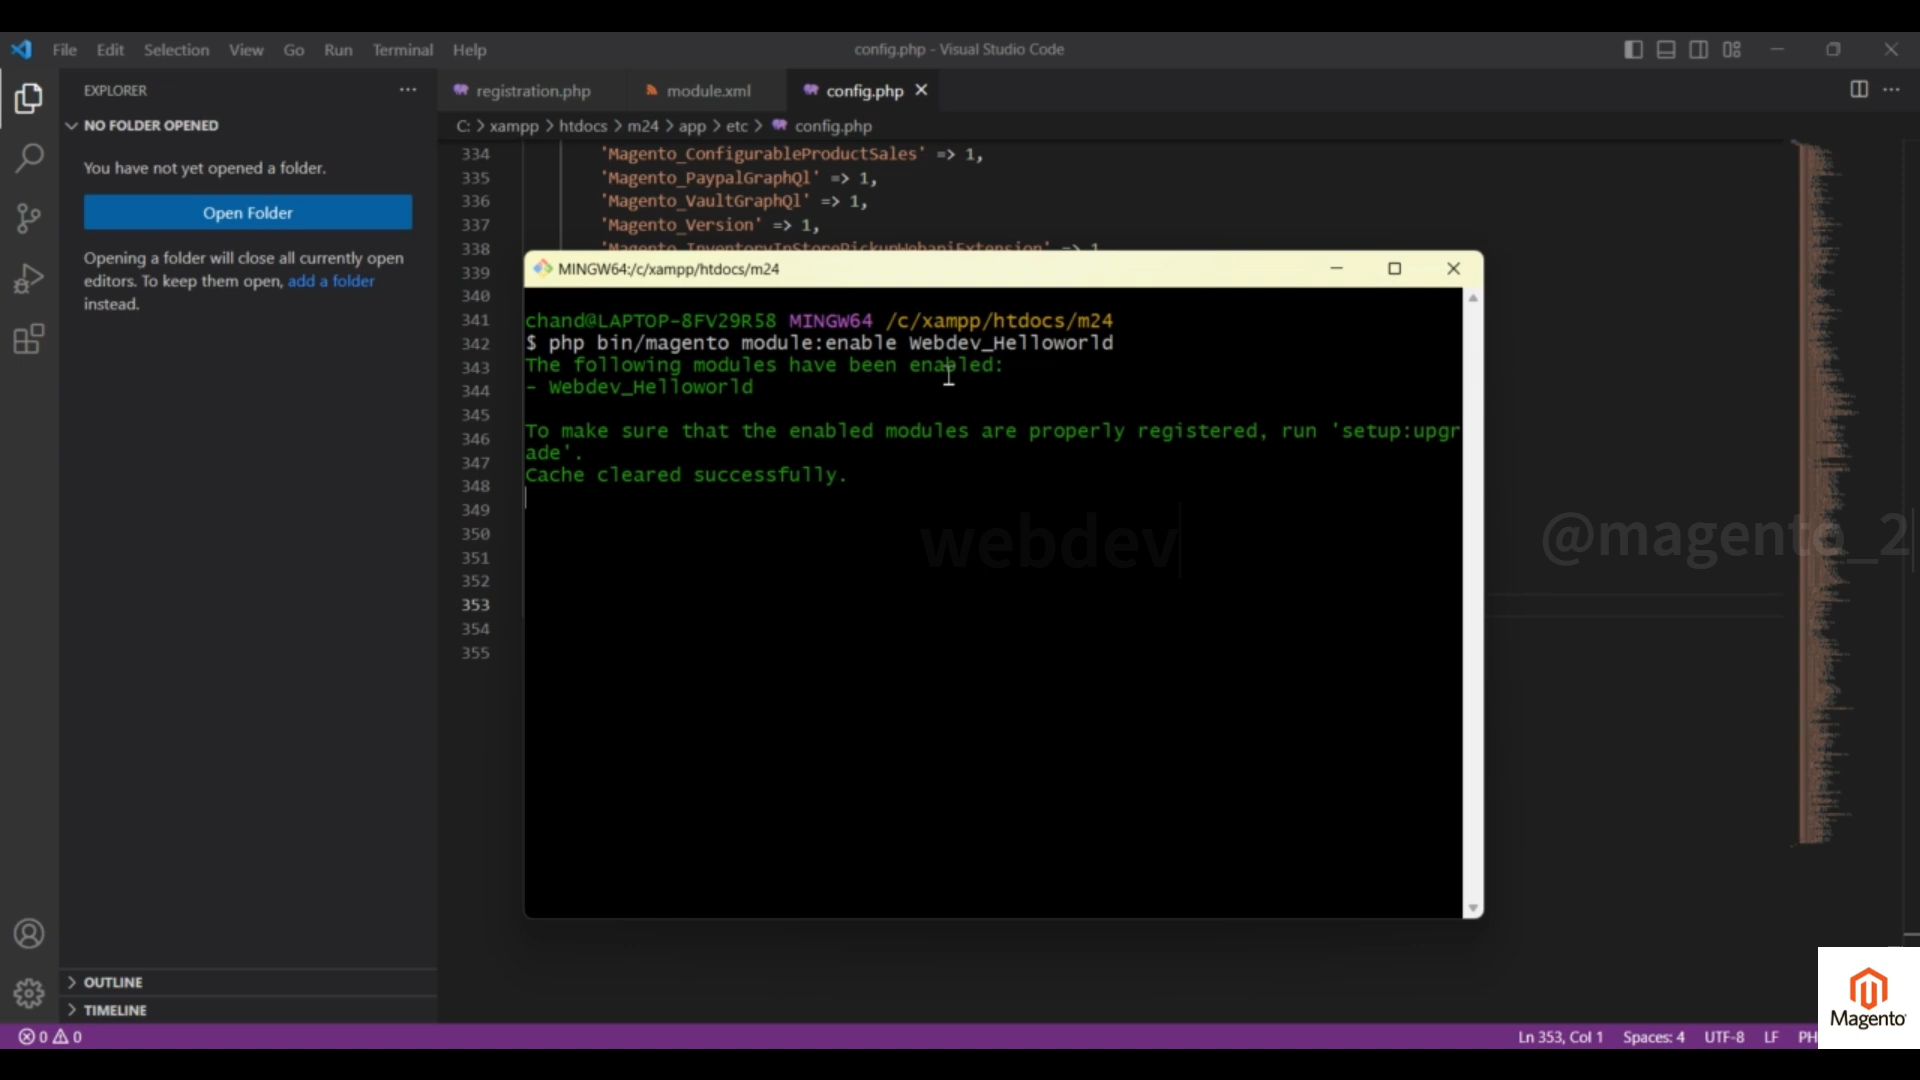 File Edit Selection View Go Run Terminal Help
config.php - Visual Studio Code
EXPLORER
NO FOLDER OPENED
You have not yet opened a folder.
Open Folder
Opening a folder will close all currently open
editors. To keep them open, add a folder
instead.
OUTLINE
TIMELINE
registration.php
module.xml
config.php
C: > xampp > htdocs > m24 > app > etc > config.php
334 'Magento_ConfigurableProductSales' => 1,
335 'Magento_PaypalGraphQl' => 1,
336 'Magento_VaultGraphQl' => 1,
337 'Magento_Version' => 1,
338 'Magento_InventoryInStorePickupWebapiExtension' => 1
339
340
341
342
343
344
345
346
347
348
349
350
351
352
353
354
355
MINGW64:/c/xampp/htdocs/m24
chand@LAPTOP-8FV29R58 MINGW64 /c/xampp/htdocs/m24
$ php bin/magento module:enable Webdev_Helloworld
The following modules have been enabled:
- Webdev_Helloworld
To make sure that the enabled modules are properly registered, run 'setup:upgr
ade'.
Cache cleared successfully.
webdev
@magento_2
0 0
Ln 353, Col 1 Spaces: 4 UTF-8 LF PH
Magento